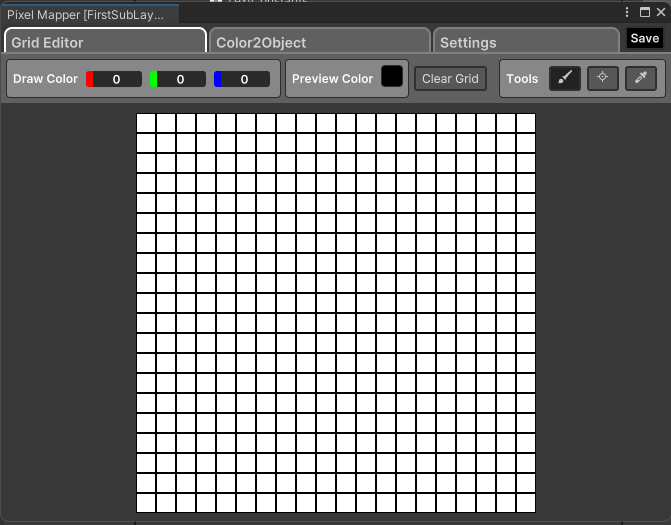 Pixel Mapper [FirstSubLay...
Grid Editor
Color2Object
Settings
Save
Draw Color
0
0
0
Preview Color
Clear Grid
Tools